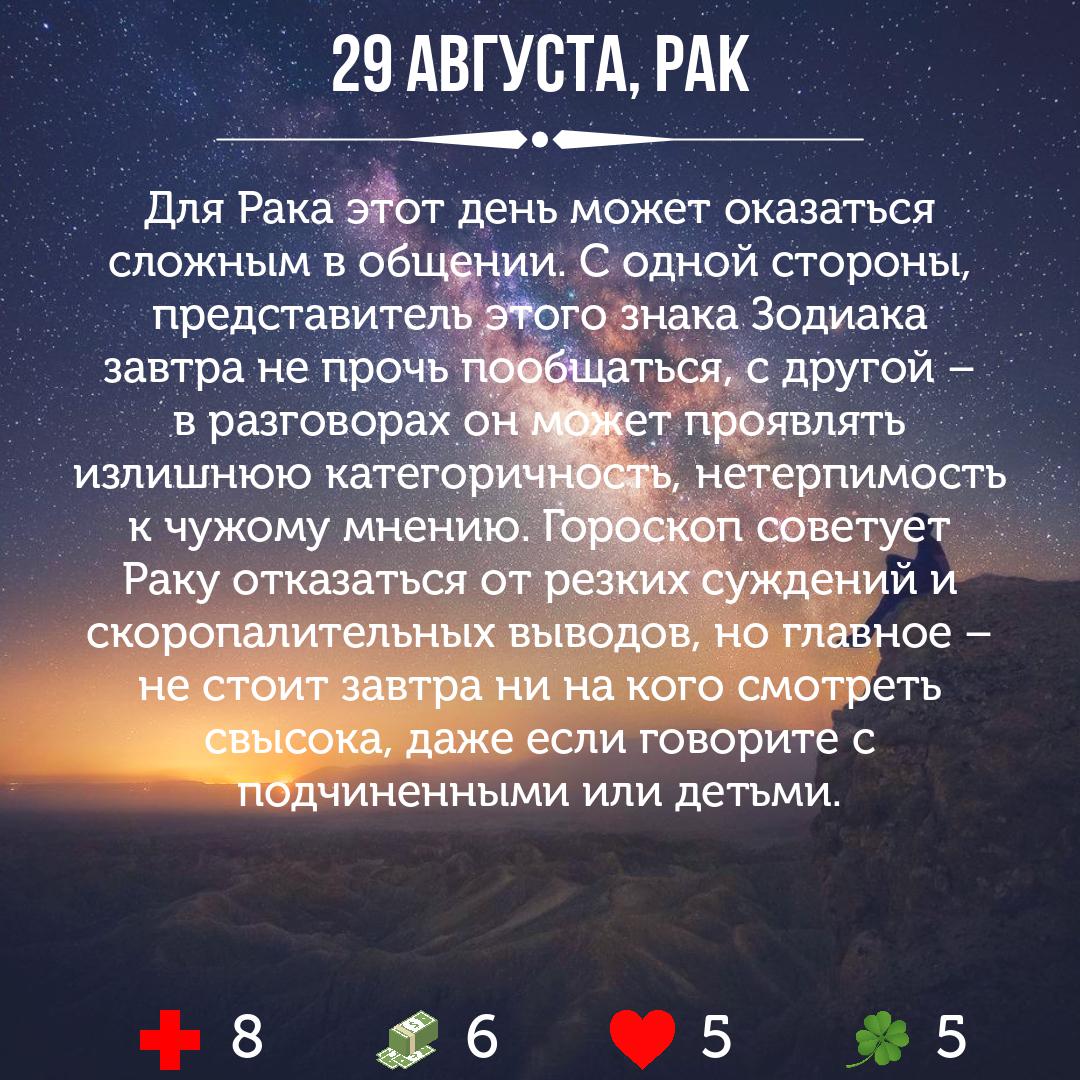 29 АВГУСТА, РАК
Для Рака этот день может оказаться
сложным в общении. С одной стороны,
представитель этого знака Зодиака
завтра не прочь пообщаться, с другой –
в разговорах он может проявлять
излишнюю категоричность, нетерпимость
к чужому мнению. Гороскоп советует
Раку отказаться от резких суждений и
скоропалительных выводов, но главное –
не стоит завтра ни на кого смотреть
свысока, даже если говорите с
подчиненными или детьми.
8 6 5 5